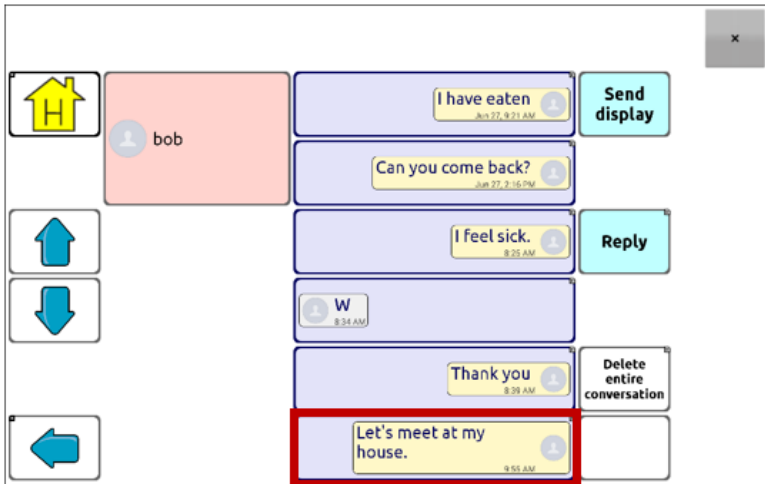 ×
H
bob
I have eaten
Jun 27, 9:21 AM
Send
display
Can you come back?
Jun 27, 2:16 PM
I feel sick.
8:25 AM
Reply
W
8:34 AM
Thank you
8:39 AM
Delete
entire
conversation
Let's meet at my
house.
9:55 AM